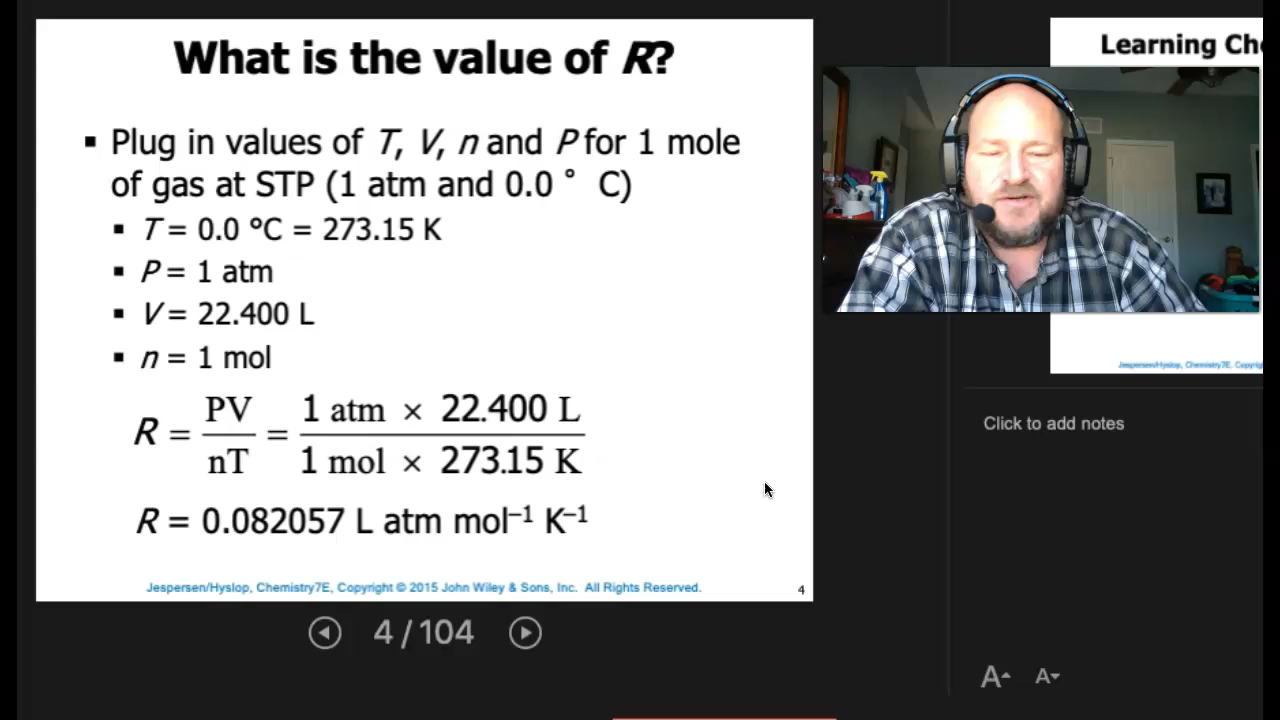 What is the value of R?
▪ Plug in values of T, V, n and P for 1 mole
of gas at STP (1 atm and 0.0 ° C)
▪ T = 0.0 °C = 273.15 K
▪ P = 1 atm
▪ V = 22.400 L
▪ n = 1 mol
R = PV/nT = 1 atm × 22.400 L / 1 mol × 273.15 K
R = 0.082057 L atm mol⁻¹ K⁻¹
Jespersen/Hyslop, Chemistry7E, Copyright © 2015 John Wiley & Sons, Inc. All Rights Reserved.
4
4 / 104
Learning
Jespersen/Hyslop, Chemistry7E,
Click to add notes
A A